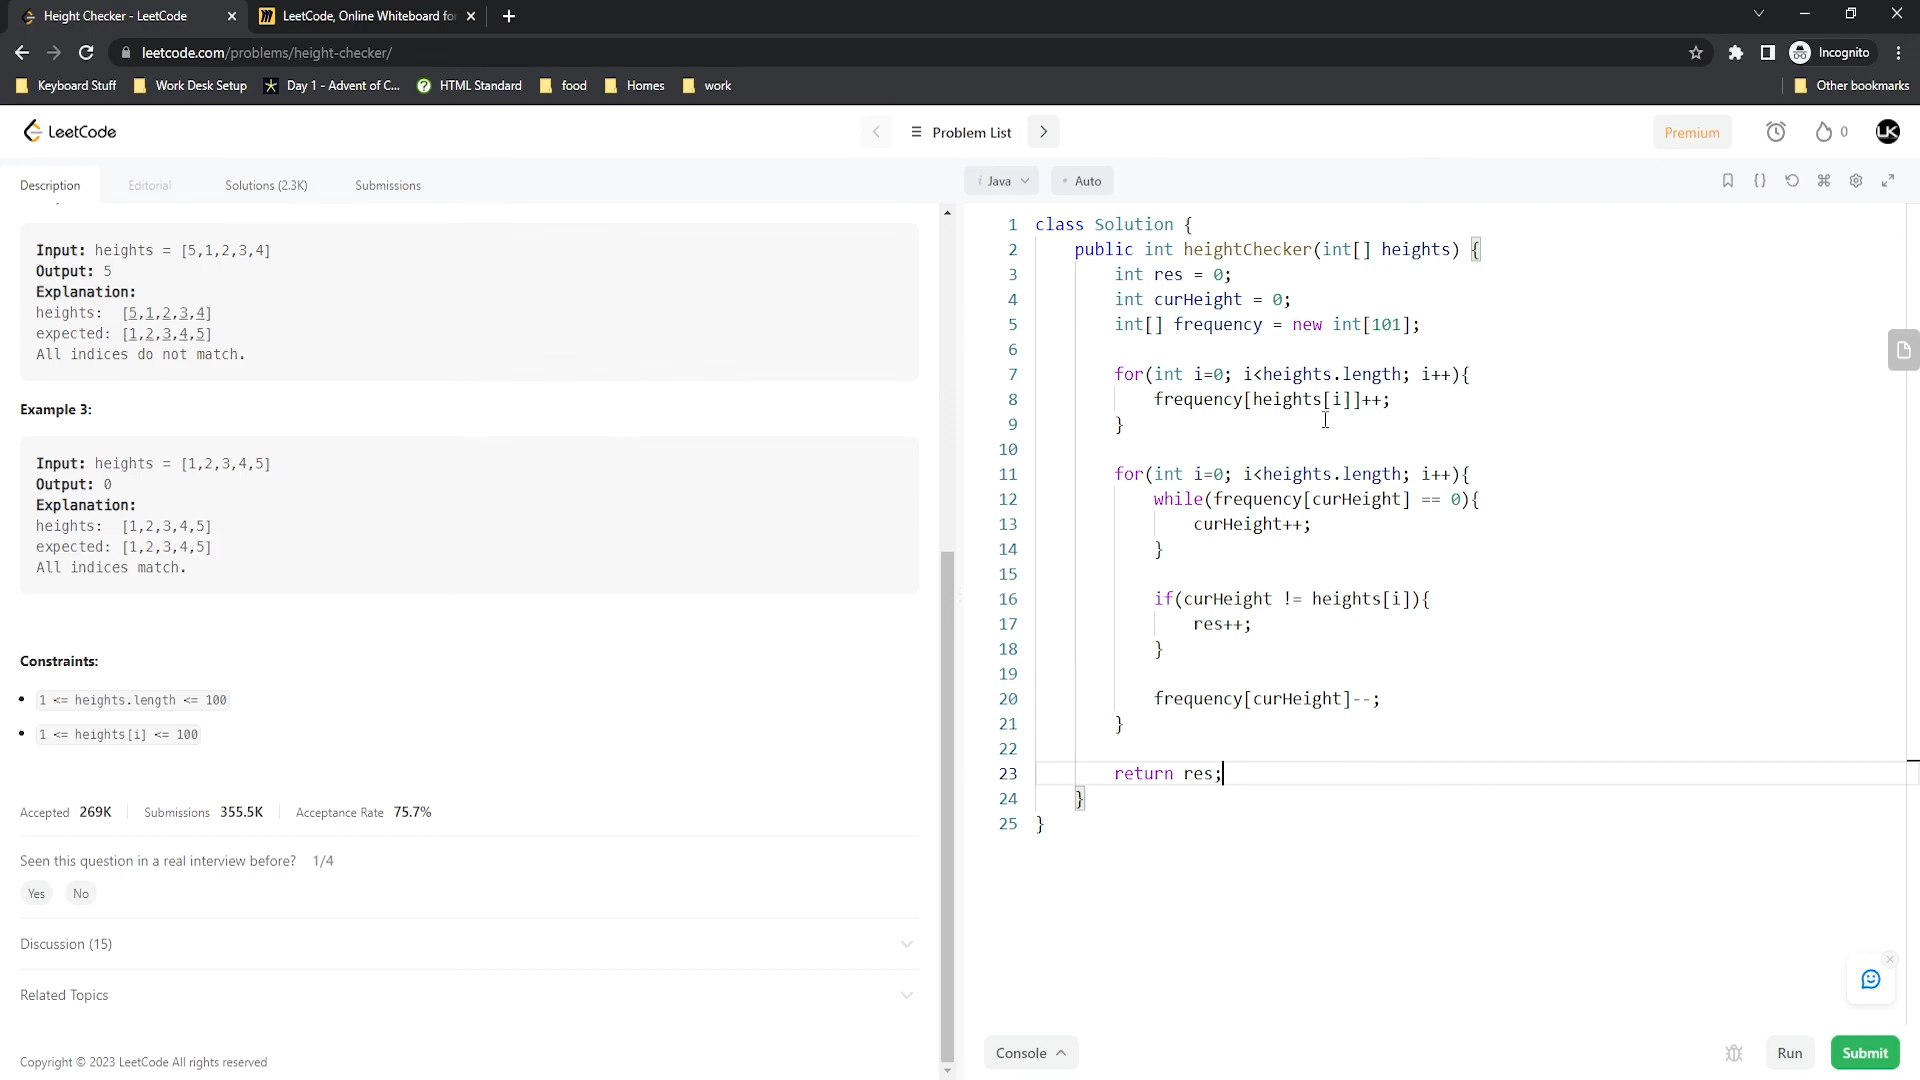 Height Checker - LeetCode
LeetCode, Online Whiteboard for
leetcode.com/problems/height-checker/
Incognito
Keyboard Stuff
Work Desk Setup
Day 1 - Advent of C...
HTML Standard
food
Homes
work
Other bookmarks
LeetCode
Problem List
Premium
0
LK
Description
Editorial
Solutions (2.3K)
Submissions
i Java
Auto
Input: heights = [5,1,2,3,4]
Output: 5
Explanation:
heights:  [5,1,2,3,4]
expected: [1,2,3,4,5]
All indices do not match.
Example 3:
Input: heights = [1,2,3,4,5]
Output: 0
Explanation:
heights:  [1,2,3,4,5]
expected: [1,2,3,4,5]
All indices match.
Constraints:
1 <= heights.length <= 100
1 <= heights[i] <= 100
Accepted 269K
Submissions 355.5K
Acceptance Rate 75.7%
Seen this question in a real interview before? 1/4
Yes
No
Discussion (15)
Related Topics
Copyright © 2023 LeetCode All rights reserved
1 class Solution {
2     public int heightChecker(int[] heights) {
3         int res = 0;
4         int curHeight = 0;
5         int[] frequency = new int[101];
6
7         for(int i=0; i<heights.length; i++){
8             frequency[heights[i]]++;
9         }
10
11         for(int i=0; i<heights.length; i++){
12             while(frequency[curHeight] == 0){
13                 curHeight++;
14             }
15
16             if(curHeight != heights[i]){
17                 res++;
18             }
19
20             frequency[curHeight]--;
21         }
22
23         return res;
24     }
25 }
Console
Run
Submit